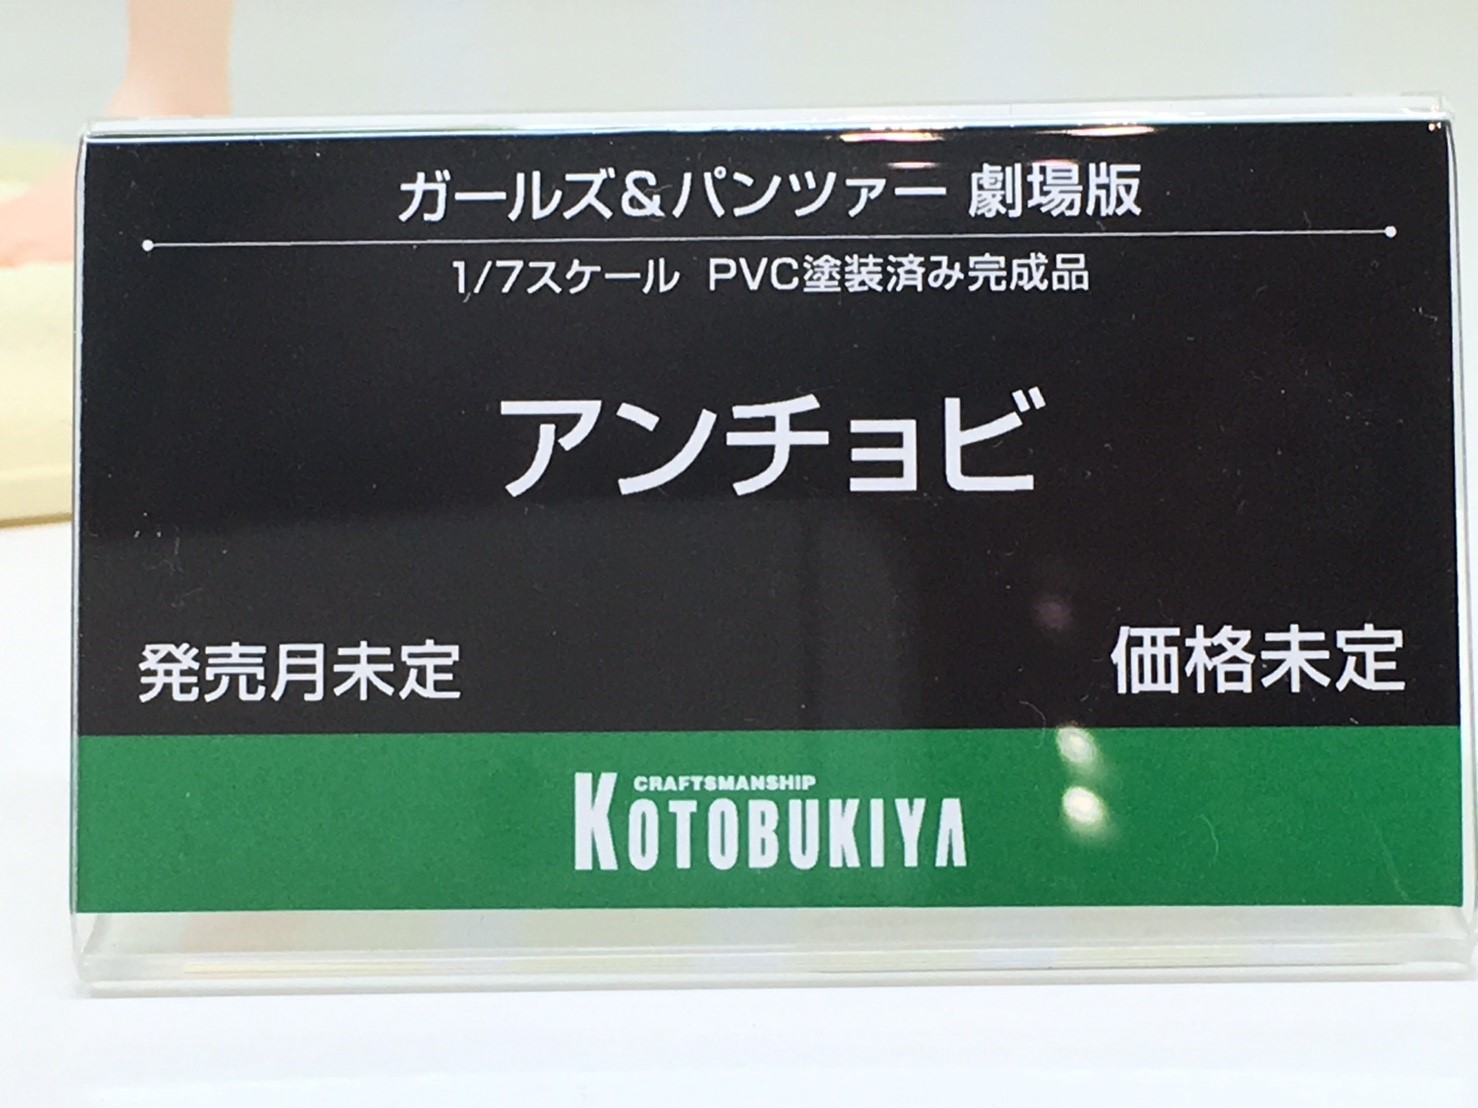 ガールズ&パンツァー 劇場版
1/7スケール PVC塗装済み完成品
アンチョビ
発売月未定 価格未定
CRAFTSMANSHIP
KOTOBUKIYA